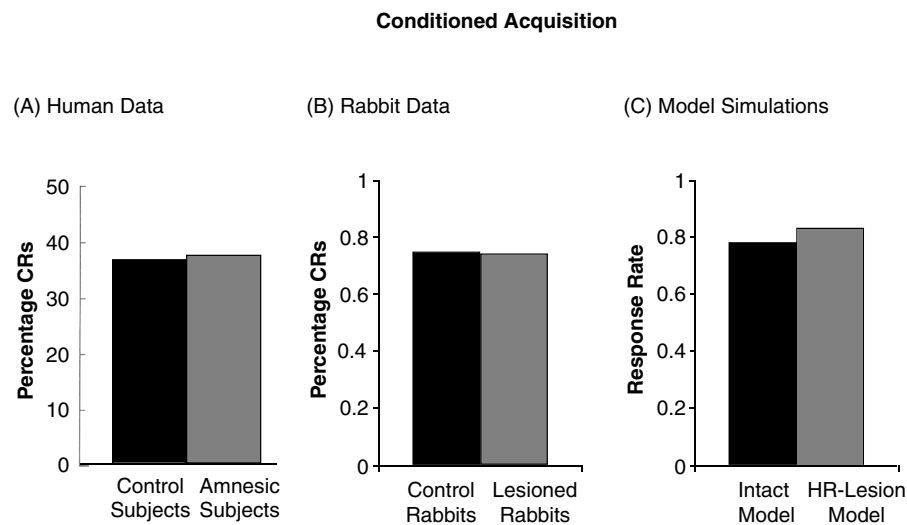 Conditioned Acquisition
(A) Human Data
(B) Rabbit Data
(C) Model Simulations
Percentage CRs
50
40
30
20
10
0
Control Subjects
Amnesic Subjects
Percentage CRs
1
0.8
0.6
0.4
0.2
0
Control Rabbits
Lesioned Rabbits
Response Rate
1
0.8
0.6
0.4
0.2
0
Intact Model
HR-Lesion Model